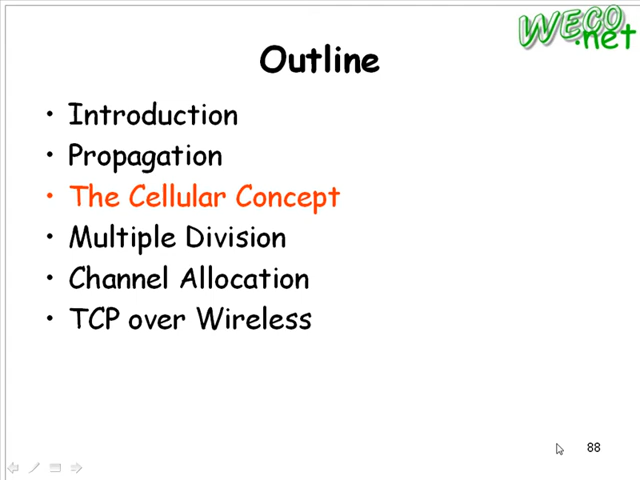 WECO
.net
Outline
• Introduction
• Propagation
• The Cellular Concept
• Multiple Division
• Channel Allocation
• TCP over Wireless
88